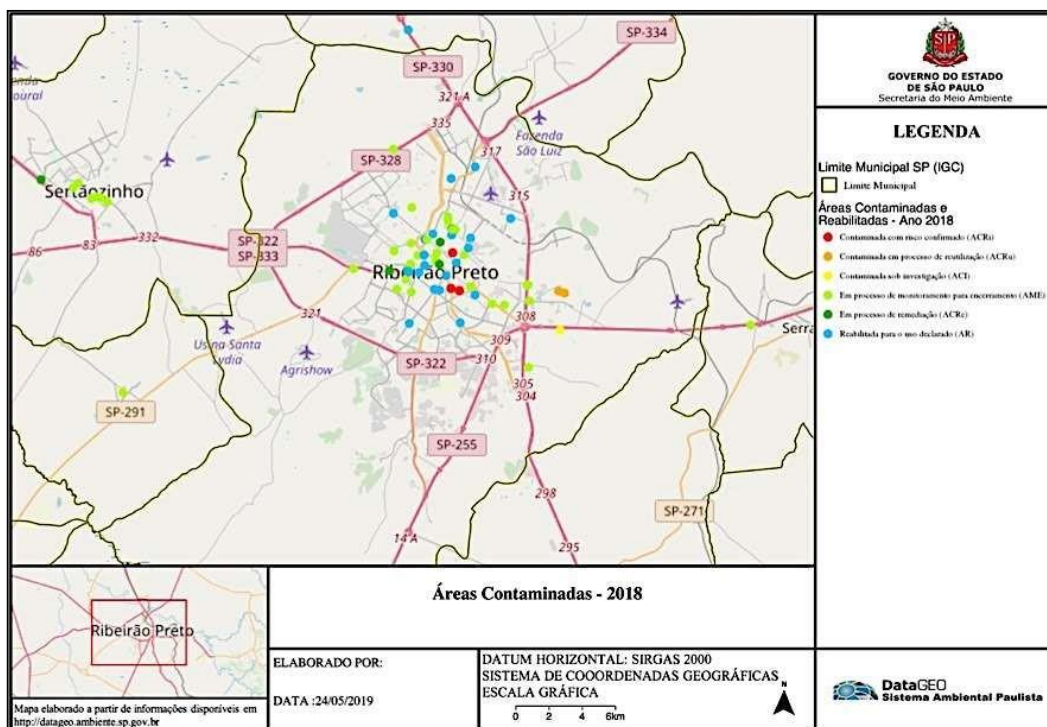 SP-334
SP-330
321 A
335
Fazenda
São Luiz
317
SP-328
315
Sertãozinho
86
83
332
SP-322
SP-333
Ribeirão Preto
321
308
309
310
Usina Santa
Lydia
Agrishow
SP-322
305
304
Serra
SP-291
SP-255
298
SP-271
14 A
295
SP
GOVERNO DO ESTADO
DE SÃO PAULO
Secretaria do Meio Ambiente
LEGENDA
Limite Municipal SP (IGC)
Limite Municipal
Áreas Contaminadas e
Reabilitadas - Ano 2018
Contaminada com risco confirmado (ACRi)
Contaminada em processo de reutilização (ACRu)
Contaminada sob investigação (ACI)
Em processo de monitoramento para encerramento (AME)
Em processo de remediação (ACRe)
Reabilitada para o uso declarado (AR)
Ribeirão Preto
Mapa elaborado a partir de informações disponíveis em
http://datageo.ambiente.sp.gov.br
Áreas Contaminadas - 2018
ELABORADO POR:
DATA :24/05/2019
DATUM HORIZONTAL: SIRGAS 2000
SISTEMA DE COOORDENADAS GEOGRÁFICAS
ESCALA GRÁFICA
0 2 4 6km
N
DataGEO
Sistema Ambiental Paulista